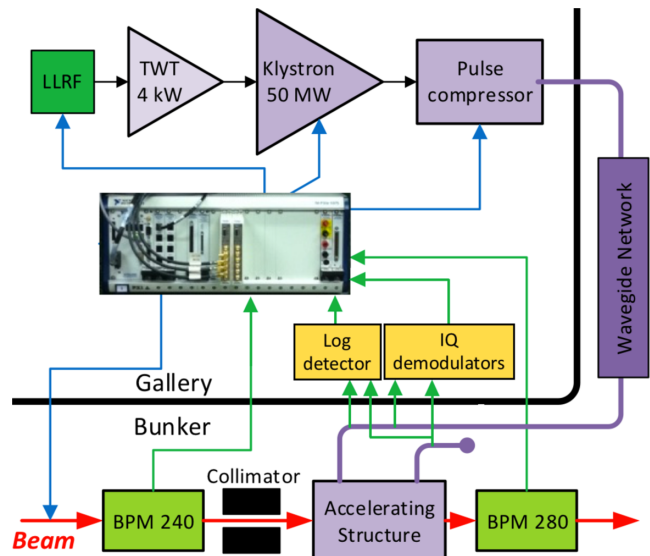 LLRF
TWT
4 kW
Klystron
50 MW
Pulse
compressor
Wavegide Network
Log
detector
IQ
demodulators
Gallery
Bunker
Collimator
Beam
BPM 240
Accelerating
Structure
BPM 280